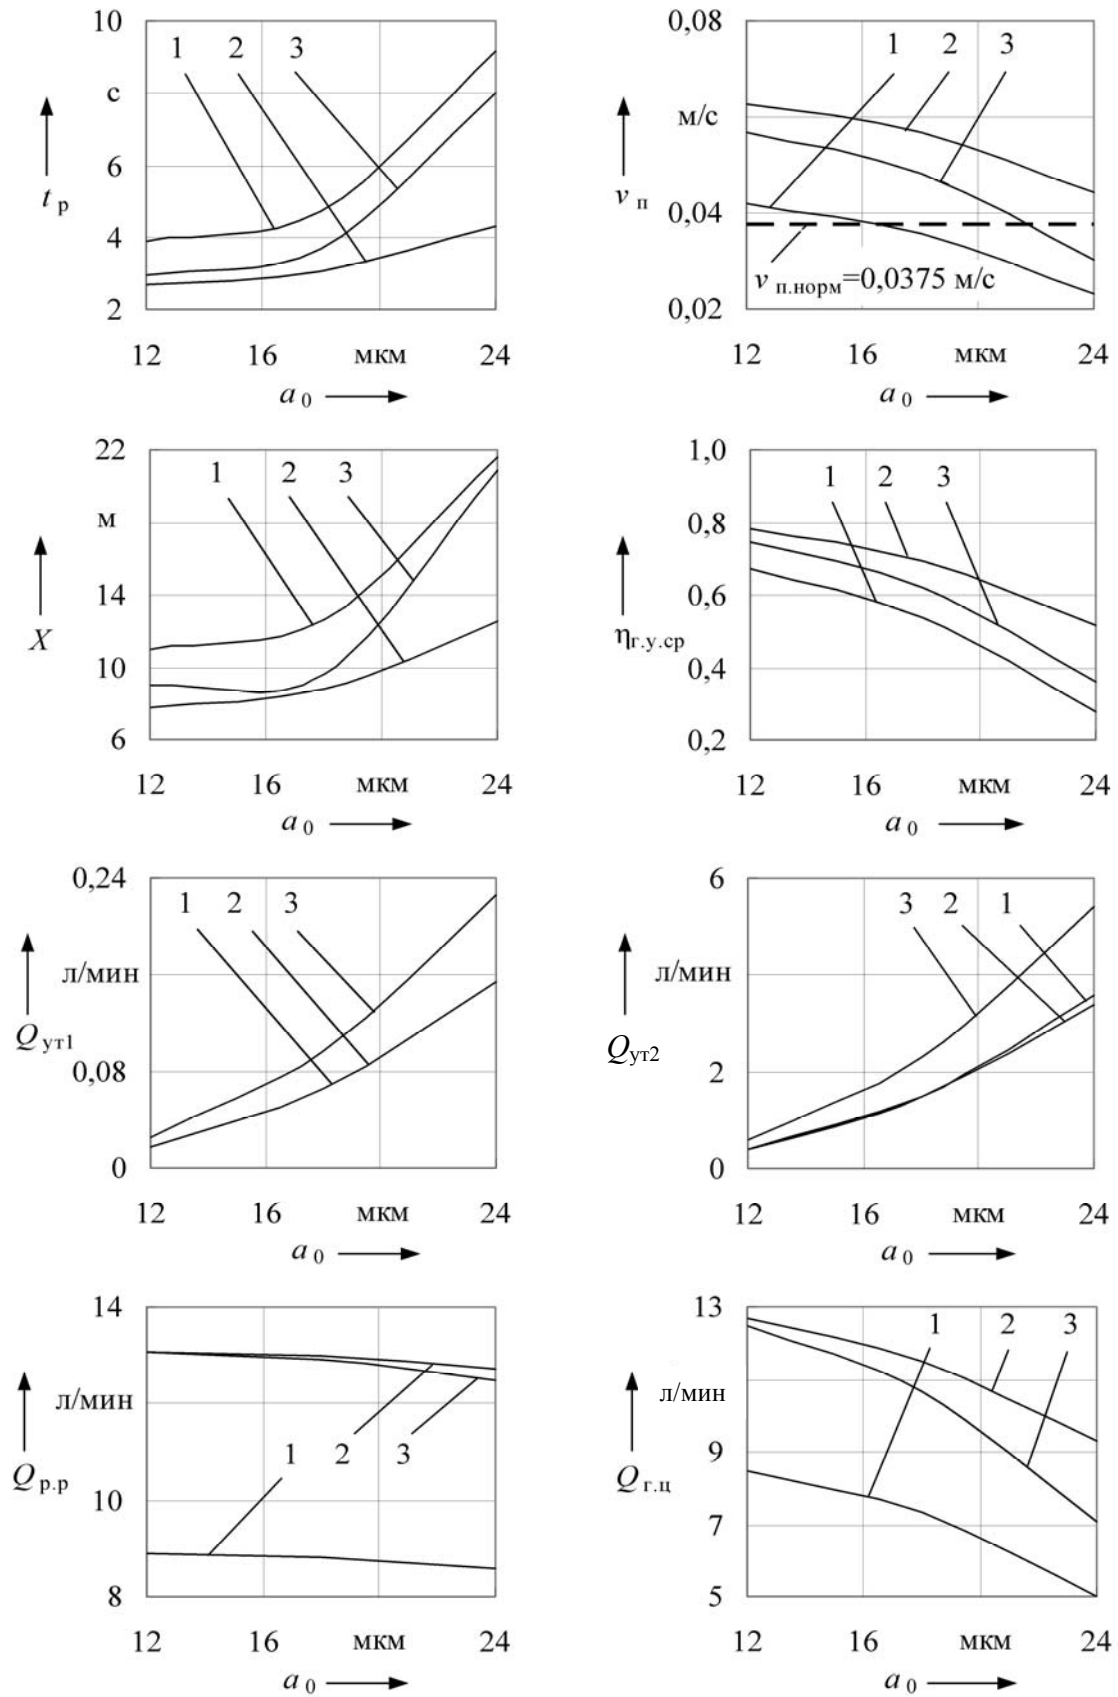 10
с
6
4
2
t р
1 2 3
12 16 мкм 24
a 0
0,08
м/с
0,04
0,02
v п
1 2 3
v п.норм=0,0375 м/с
12 16 мкм 24
a 0
22
м
14
10
6
X
1 2 3
12 16 мкм 24
a 0
1,0
0,8
0,6
0,4
0,2
η г.у.ср
1 2 3
12 16 мкм 24
a 0
0,24
л/мин
0,08
0
Q ут1
1 2 3
12 16 мкм 24
a 0
6
л/мин
2
0
Q ут2
3 2 1
12 16 мкм 24
a 0
14
л/мин
10
8
Q р.р
1 2 3
12 16 мкм 24
a 0
13
л/мин
9
7
5
Q г.ц
1 2 3
12 16 мкм 24
a 0